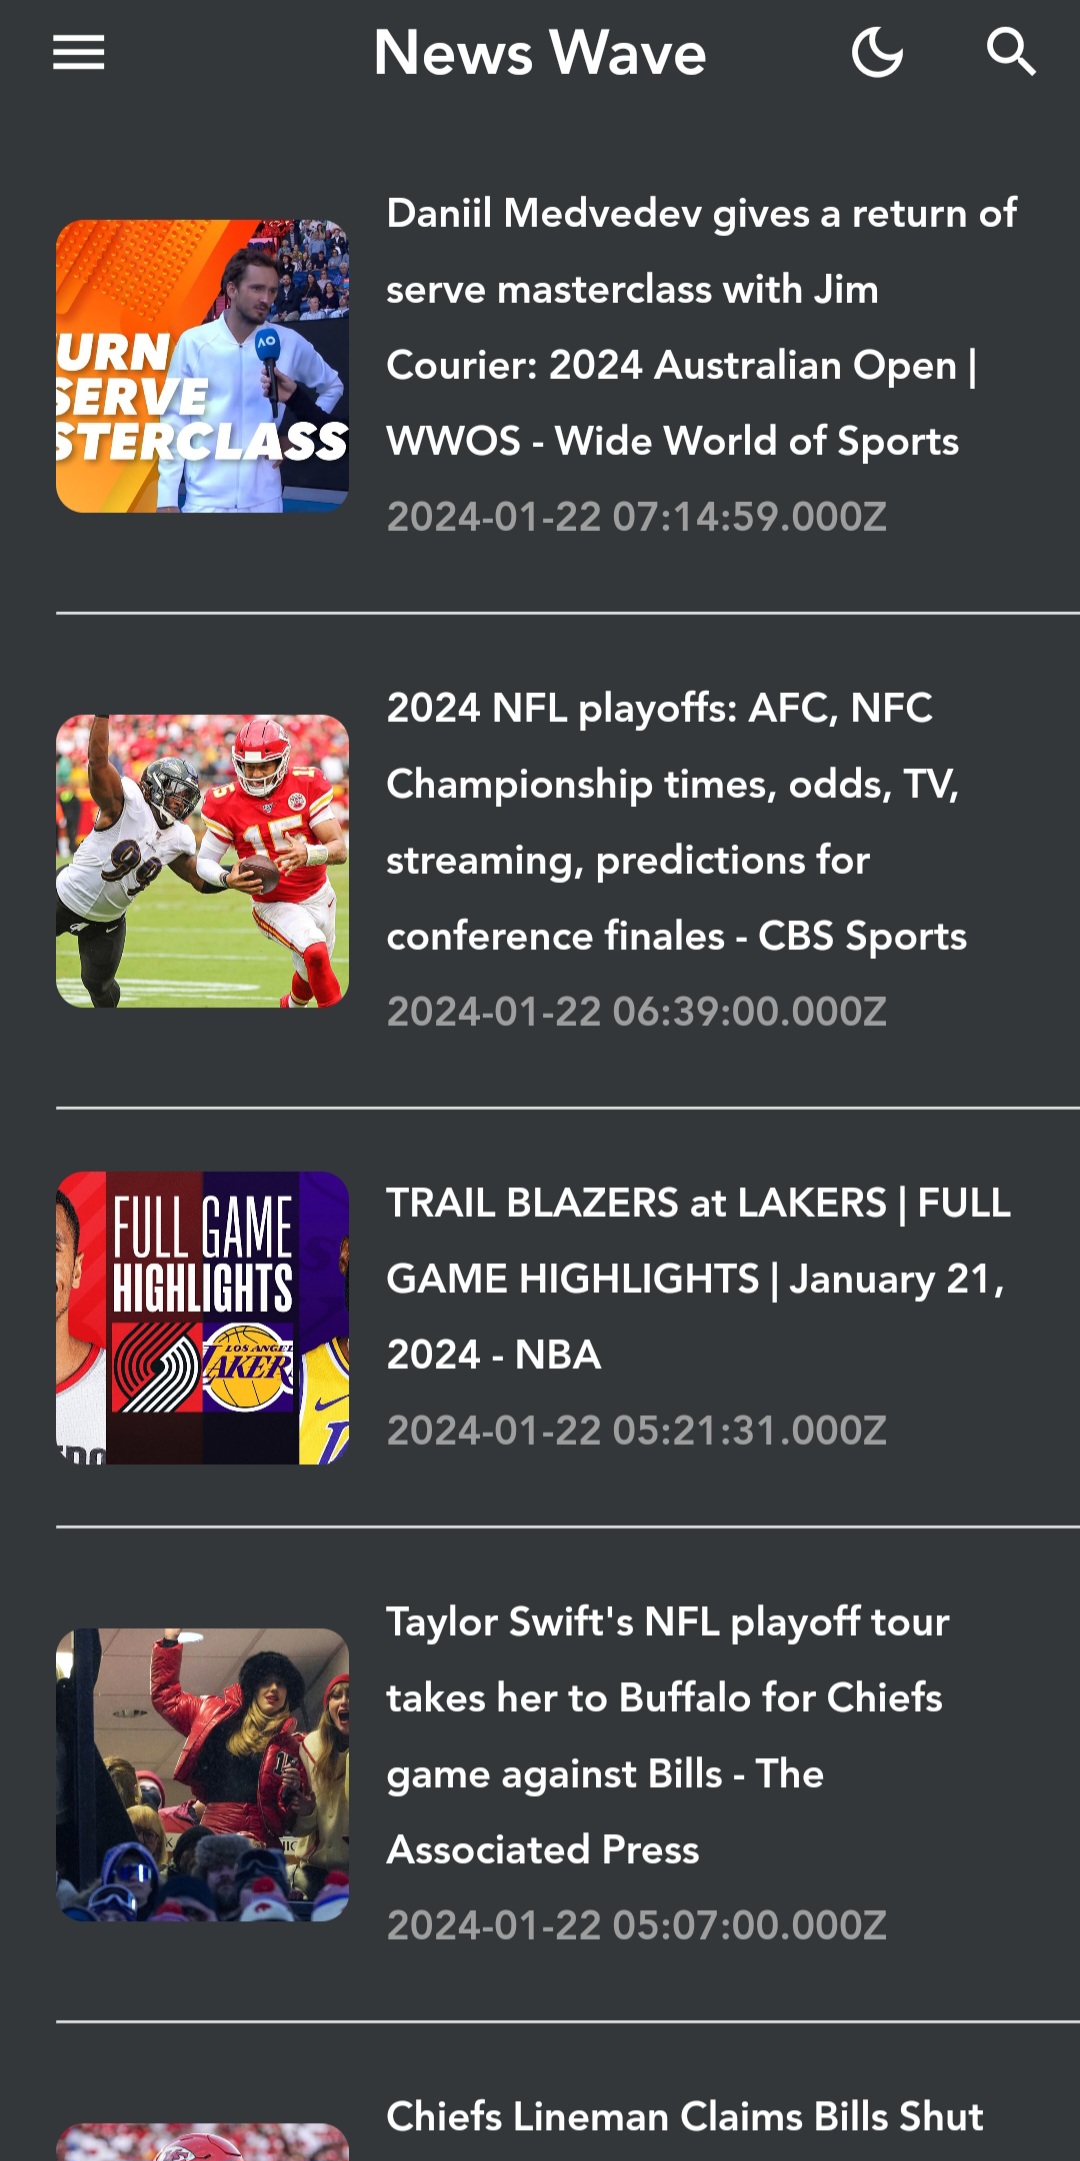 News Wave
Daniil Medvedev gives a return of
serve masterclass with Jim
Courier: 2024 Australian Open |
WWOS - Wide World of Sports
2024-01-22 07:14:59.000Z
URN
SERVE
STERCLASS
AO
2024 NFL playoffs: AFC, NFC
Championship times, odds, TV,
streaming, predictions for
conference finales - CBS Sports
2024-01-22 06:39:00.000Z
15
TRAIL BLAZERS at LAKERS | FULL
GAME HIGHLIGHTS | January 21,
2024 - NBA
2024-01-22 05:21:31.000Z
FULL GAME
HIGHLIGHTS
LOS ANGEL
LAKERS
Taylor Swift's NFL playoff tour
takes her to Buffalo for Chiefs
game against Bills - The
Associated Press
2024-01-22 05:07:00.000Z
Chiefs Lineman Claims Bills Shut